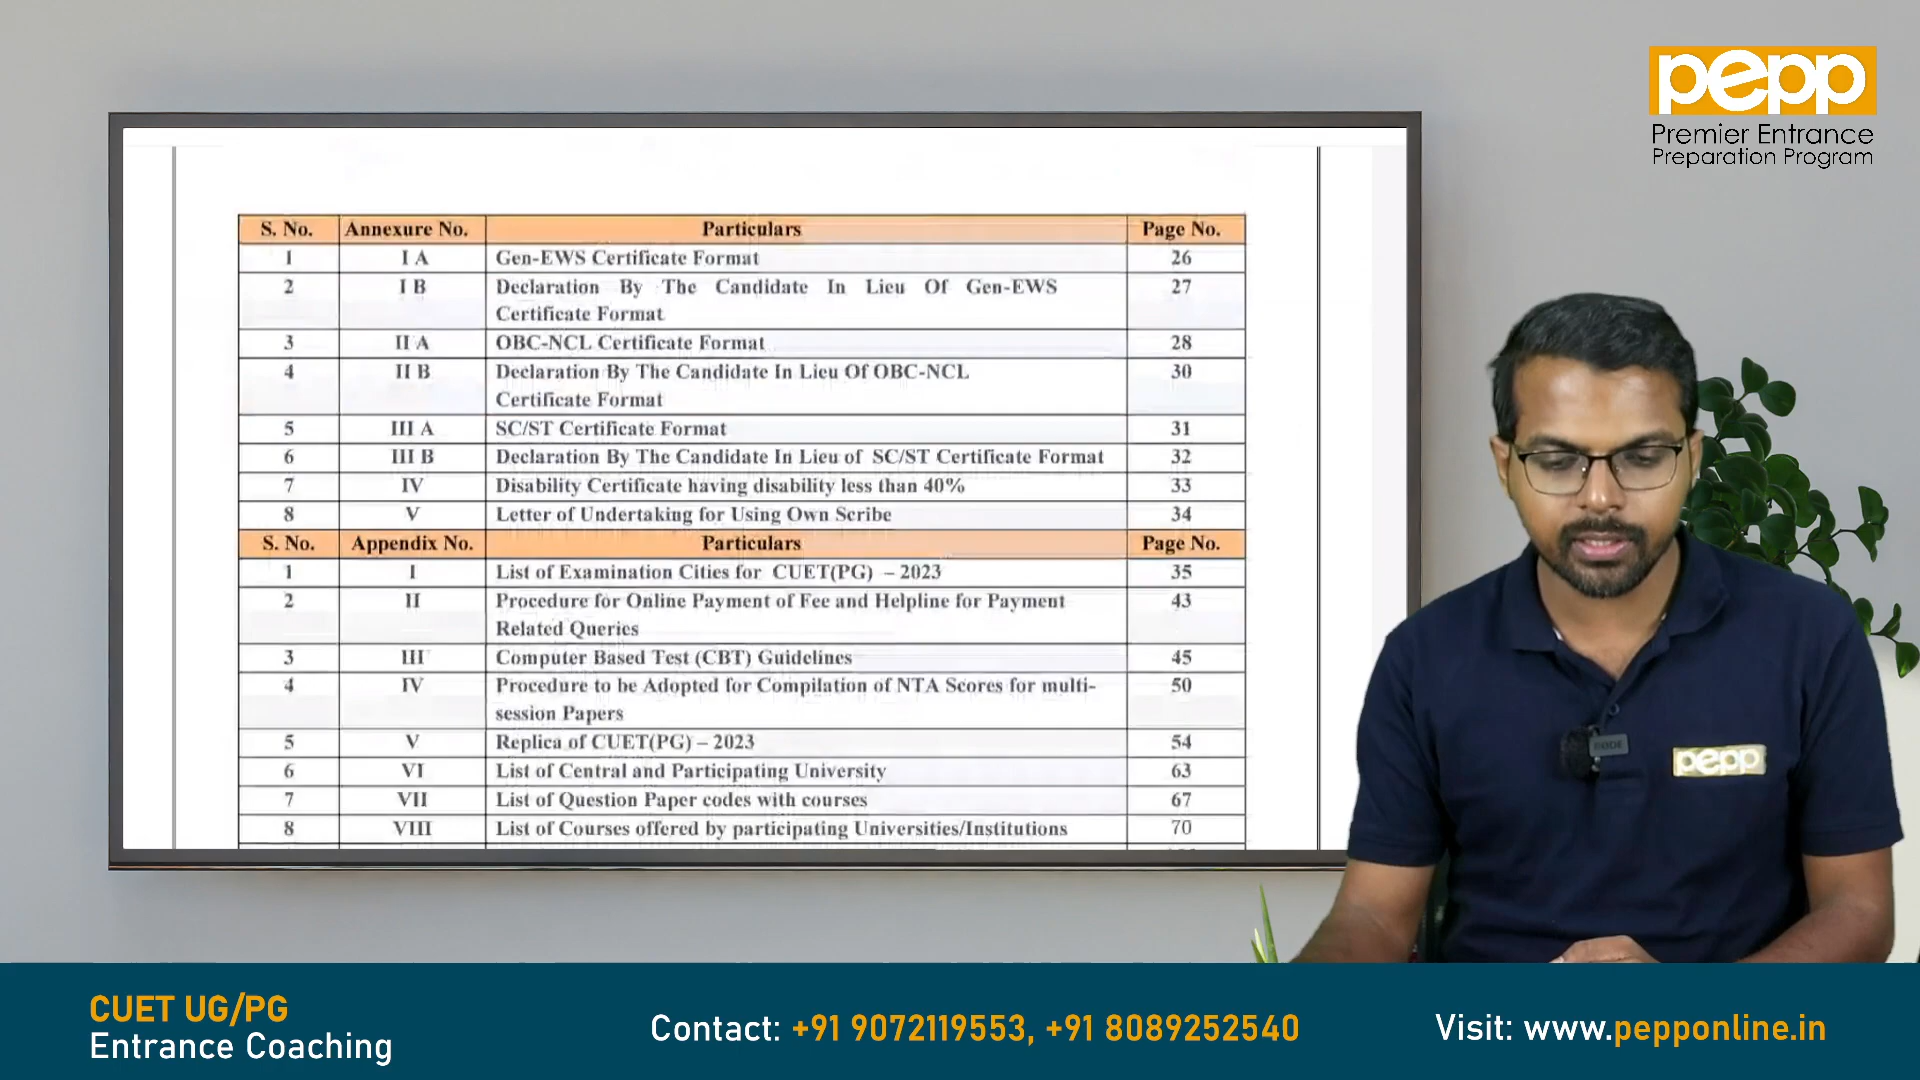 pepp
Premier Entrance
Preparation Program
S. No. Annexure No. Particulars Page No.
1 I A Gen-EWS Certificate Format 26
2 I B Declaration By The Candidate In Lieu Of Gen-EWS 27
Certificate Format
3 II A OBC-NCL Certificate Format 28
4 II B Declaration By The Candidate In Lieu Of OBC-NCL 30
Certificate Format
5 III A SC/ST Certificate Format 31
6 III B Declaration By The Candidate In Lieu of SC/ST Certificate Format 32
7 IV Disability Certificate having disability less than 40% 33
8 V Letter of Undertaking for Using Own Scribe 34
S. No. Appendix No. Particulars Page No.
1 I List of Examination Cities for CUET(PG) – 2023 35
2 II Procedure for Online Payment of Fee and Helpline for Payment 43
Related Queries
3 III Computer Based Test (CBT) Guidelines 45
4 IV Procedure to be Adopted for Compilation of NTA Scores for multi- 50
session Papers
5 V Replica of CUET(PG) – 2023 54
6 VI List of Central and Participating University 63
7 VII List of Question Paper codes with courses 67
8 VIII List of Courses offered by participating Universities/Institutions 70
RODE
pepp
CUET UG/PG
Entrance Coaching
Contact: +91 9072119553, +91 8089252540
Visit: www.pepponline.in